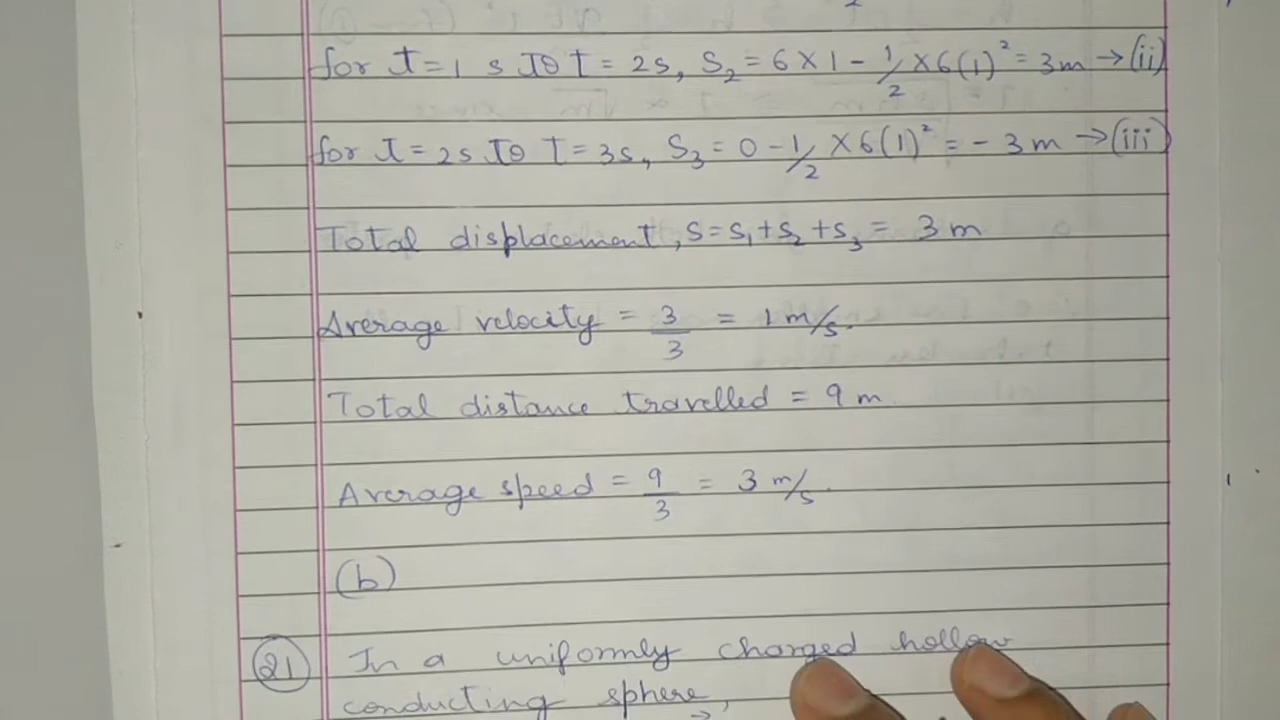 for t=1 s to t = 2s, S₂ = 6 × 1 - 1/2 × 6(1)² = 3m → (ii)
for t = 2s to t = 3s, S₃ = 0 - 1/2 × 6(1)² = - 3 m → (iii)
Total displacement, S = S₁ + S₂ + S₃ = 3 m
Average velocity = 3/3 = 1 m/s.
Total distance travelled = 9 m
Average speed = 9/3 = 3 m/s.
(b)
(21) In a uniformly charged hollow
conducting sphere,